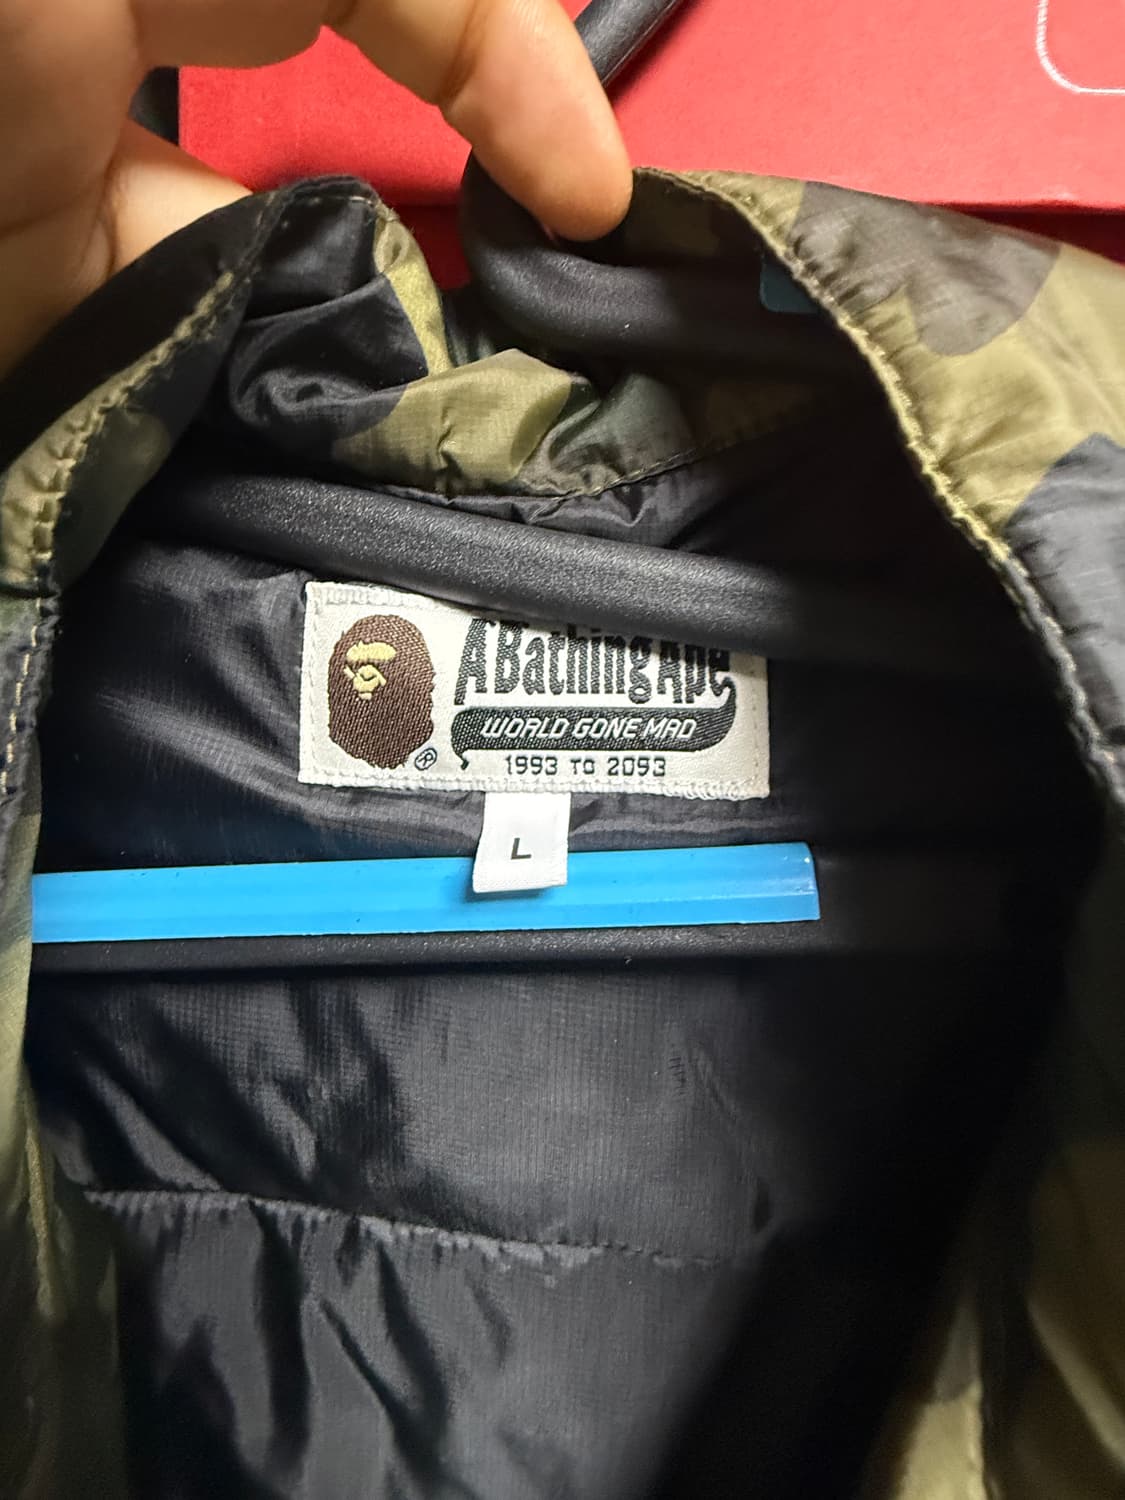 A Bathing Ape
WORLD GONE MAD
®
1993 TO 2093
L